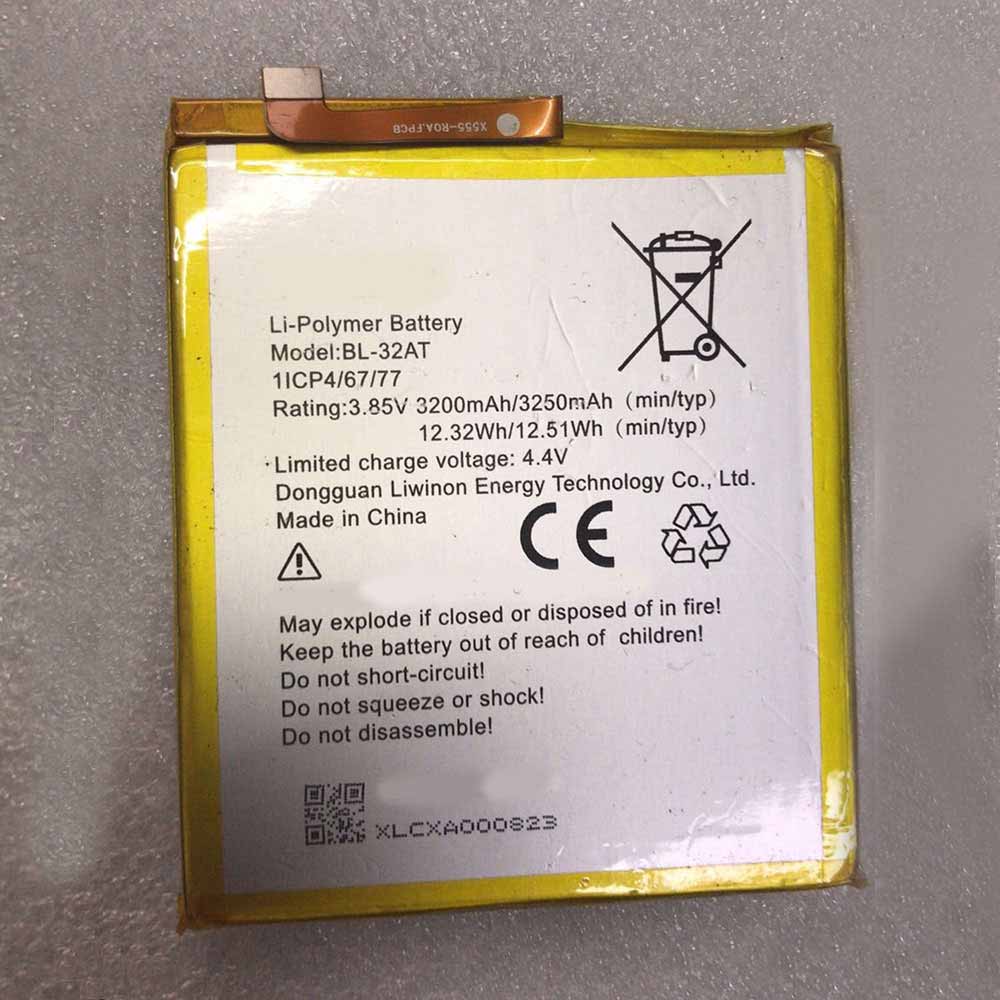 X555-ROA.FPCB
Li-Polymer Battery
Model:BL-32AT
1ICP4/67/77
Rating:3.85V 3200mAh/3250mAh（min/typ）
12.32Wh/12.51Wh（min/typ）
Limited charge voltage: 4.4V
Dongguan Liwinon Energy Technology Co., Ltd.
Made in China
CE
May explode if closed or disposed of in fire!
Keep the battery out of reach of children!
Do not short-circuit!
Do not squeeze or shock!
Do not disassemble!
XLCXA000823